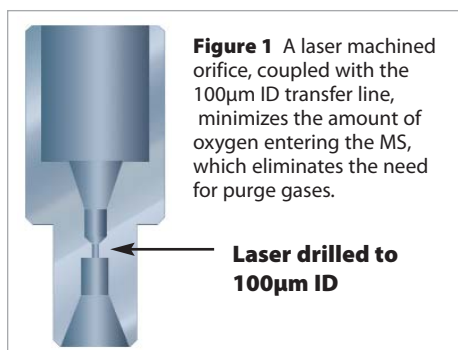 Figure 1 A laser machined
orifice, coupled with the
100µm ID transfer line,
minimizes the amount of
oxygen entering the MS,
which eliminates the need
for purge gases.
Laser drilled to
100µm ID